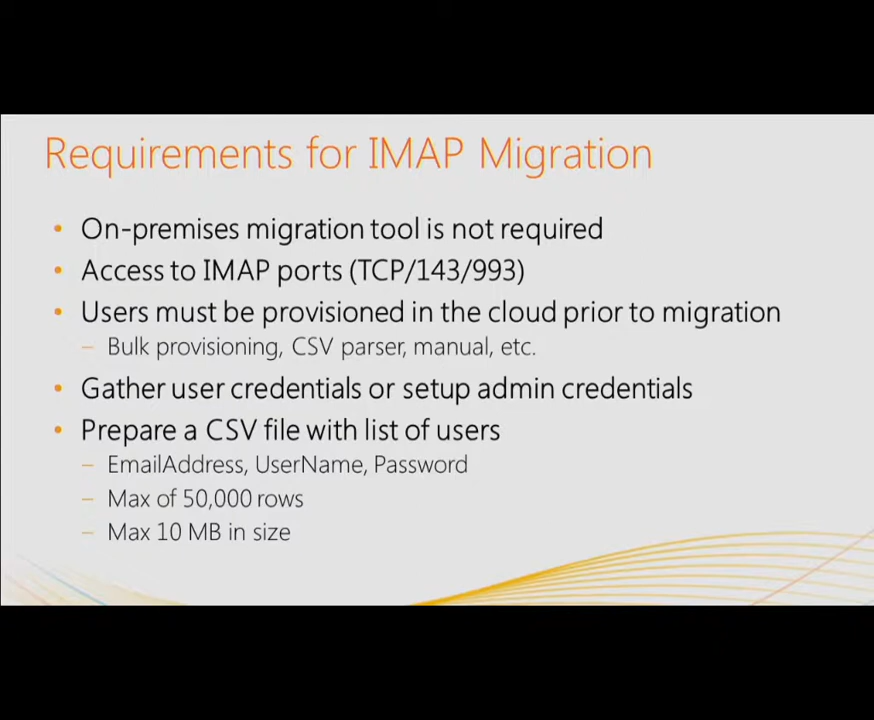 Requirements for IMAP Migration
• On-premises migration tool is not required
• Access to IMAP ports (TCP/143/993)
• Users must be provisioned in the cloud prior to migration
– Bulk provisioning, CSV parser, manual, etc.
• Gather user credentials or setup admin credentials
• Prepare a CSV file with list of users
– EmailAddress, UserName, Password
– Max of 50,000 rows
– Max 10 MB in size